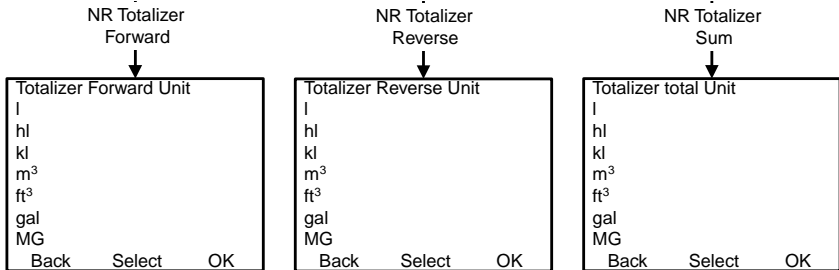 NR Totalizer
Forward
Totalizer Forward Unit
l
hl
kl
m³
ft³
gal
MG
Back Select OK
NR Totalizer
Reverse
Totalizer Reverse Unit
l
hl
kl
m³
ft³
gal
MG
Back Select OK
NR Totalizer
Sum
Totalizer total Unit
l
hl
kl
m³
ft³
gal
MG
Back Select OK